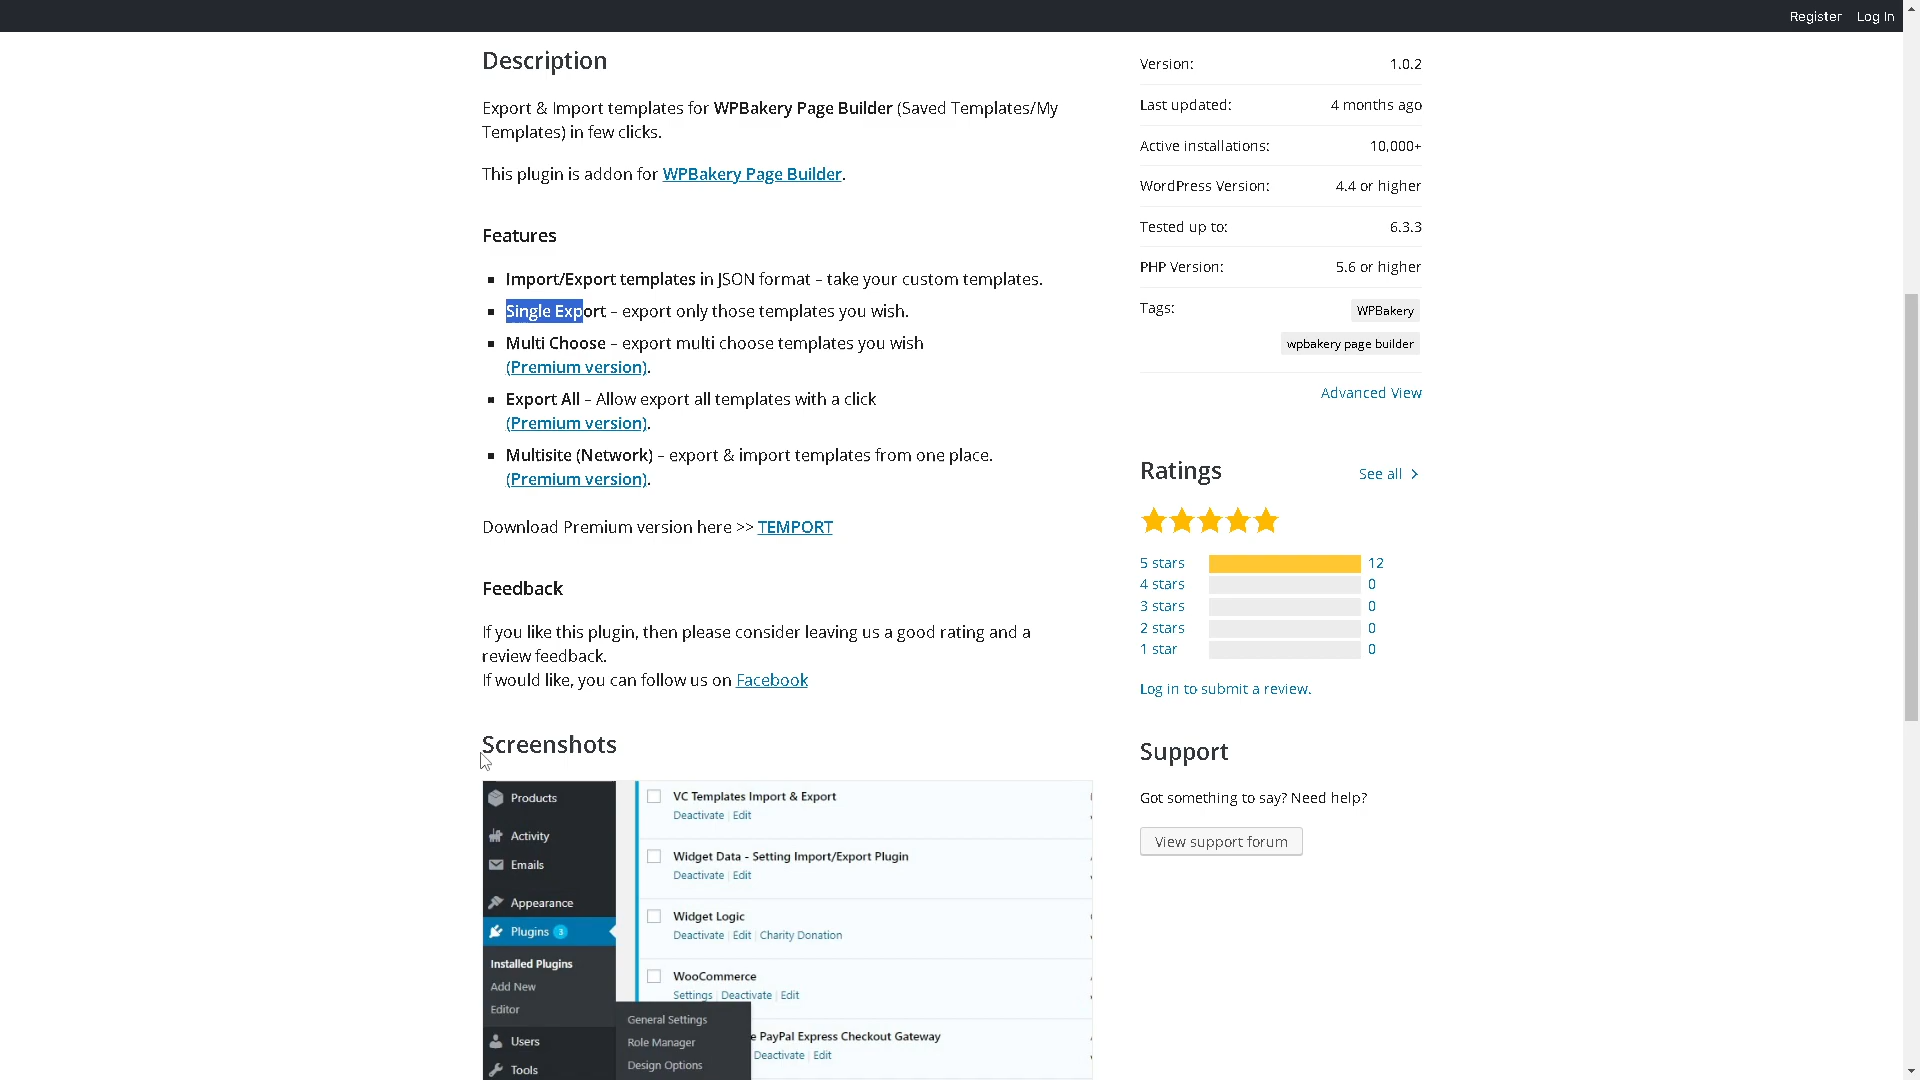 Register Log In
Description
Export & Import templates for WPBakery Page Builder (Saved Templates/My
Templates) in few clicks.
This plugin is addon for WPBakery Page Builder.
Features
Import/Export templates in JSON format – take your custom templates.
Single Export – export only those templates you wish.
Multi Choose – export multi choose templates you wish
(Premium version).
Export All – Allow export all templates with a click
(Premium version).
Multisite (Network) – export & import templates from one place.
(Premium version).
Download Premium version here >> TEMPORT
Feedback
If you like this plugin, then please consider leaving us a good rating and a
review feedback.
If would like, you can follow us on Facebook
Screenshots
Products
Activity
Emails
Appearance
Plugins 3
Installed Plugins
Add New
Editor
Users
Tools
General Settings
Role Manager
Design Options
VC Templates Import & Export
Deactivate | Edit
Widget Data - Setting Import/Export Plugin
Deactivate | Edit
Widget Logic
Deactivate | Edit | Charity Donation
WooCommerce
Settings | Deactivate | Edit
PayPal Express Checkout Gateway
Deactivate | Edit
Version: 1.0.2
Last updated: 4 months ago
Active installations: 10,000+
WordPress Version: 4.4 or higher
Tested up to: 6.3.3
PHP Version: 5.6 or higher
Tags: WPBakery
wpbakery page builder
Advanced View
Ratings See all
5 stars 12
4 stars 0
3 stars 0
2 stars 0
1 star 0
Log in to submit a review.
Support
Got something to say? Need help?
View support forum